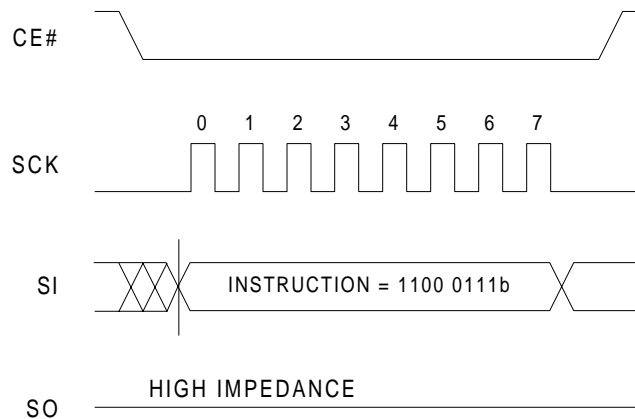 CE#
0 1 2 3 4 5 6 7
SCK
SI INSTRUCTION = 1100 0111b
HIGH IMPEDANCE
SO